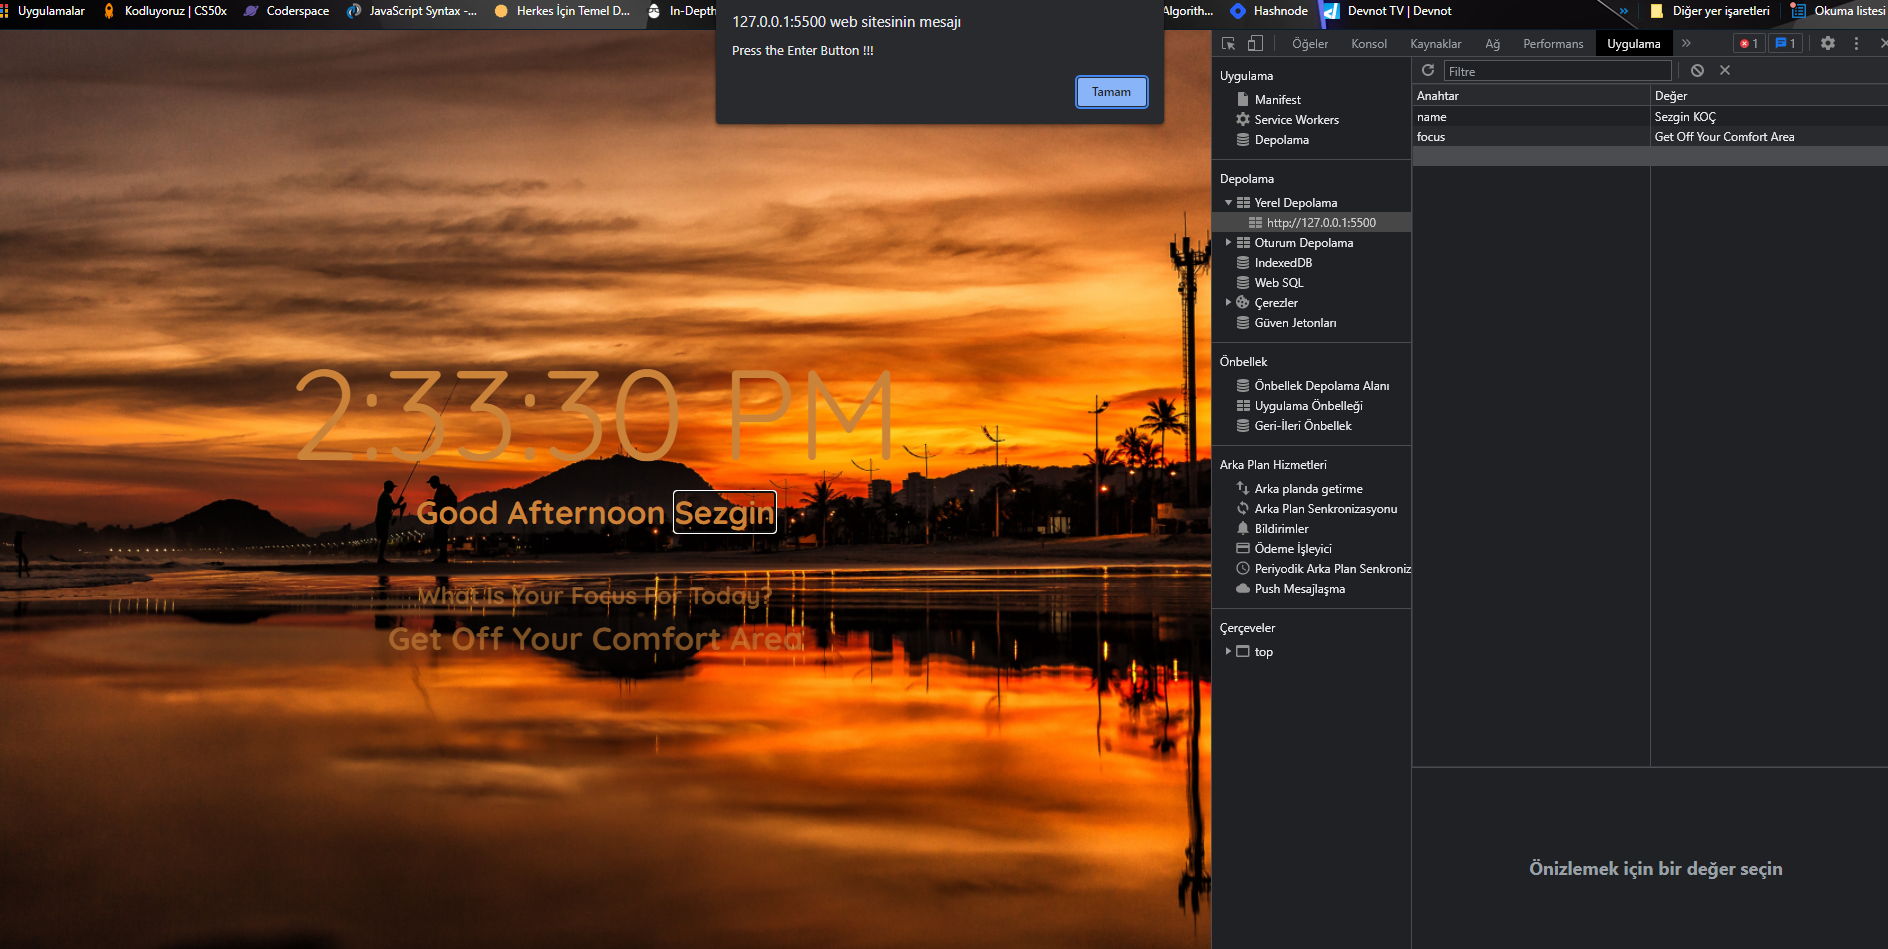 Uygulamalar
Kodluyoruz | CS50x
Coderspace
JavaScript Syntax -...
Herkes İçin Temel D...
In-Depth
Algorith...
Hashnode
Devnot TV | Devnot
»
Diğer yer işaretleri
Okuma listesi
127.0.0.1:5500 web sitesinin mesajı
Press the Enter Button !!!
Tamam
2:33:30 PM
Good Afternoon Sezgin
What Is Your Focus For Today?
Get Off Your Comfort Area
Öğeler
Konsol
Kaynaklar
Ağ
Performans
Uygulama
»
1
1
Uygulama
Manifest
Service Workers
Depolama
Depolama
Yerel Depolama
http://127.0.0.1:5500
Oturum Depolama
IndexedDB
Web SQL
Çerezler
Güven Jetonları
Önbellek
Önbellek Depolama Alanı
Uygulama Önbelleği
Geri-İleri Önbellek
Arka Plan Hizmetleri
Arka planda getirme
Arka Plan Senkronizasyonu
Bildirimler
Ödeme İşleyici
Periyodik Arka Plan Senkroniz
Push Mesajlaşma
Çerçeveler
top
Filtre
Anahtar Değer
name Sezgin KOÇ
focus Get Off Your Comfort Area
Önizlemek için bir değer seçin